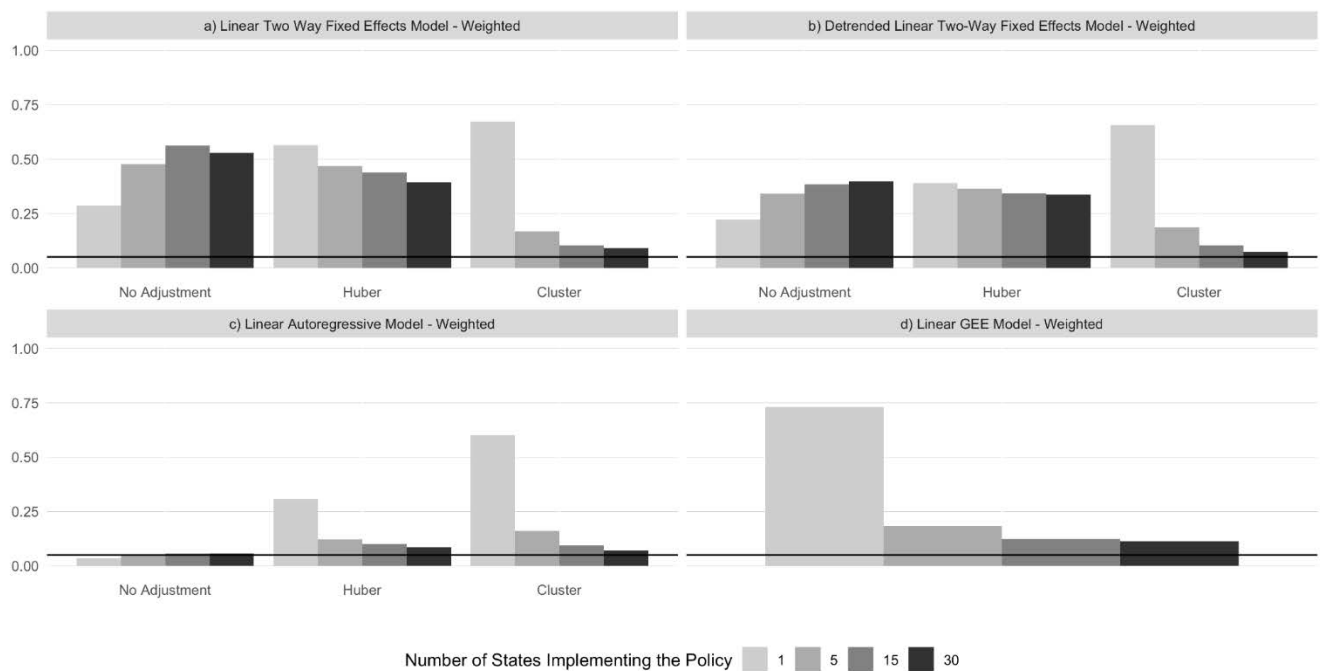 a) Linear Two Way Fixed Effects Model - Weighted
b) Detrended Linear Two-Way Fixed Effects Model - Weighted
1.00
0.75
0.50
0.25
0.00
No Adjustment Huber Cluster
No Adjustment Huber Cluster
c) Linear Autoregressive Model - Weighted
d) Linear GEE Model - Weighted
1.00
0.75
0.50
0.25
0.00
No Adjustment Huber Cluster
Number of States Implementing the Policy 1 5 15 30